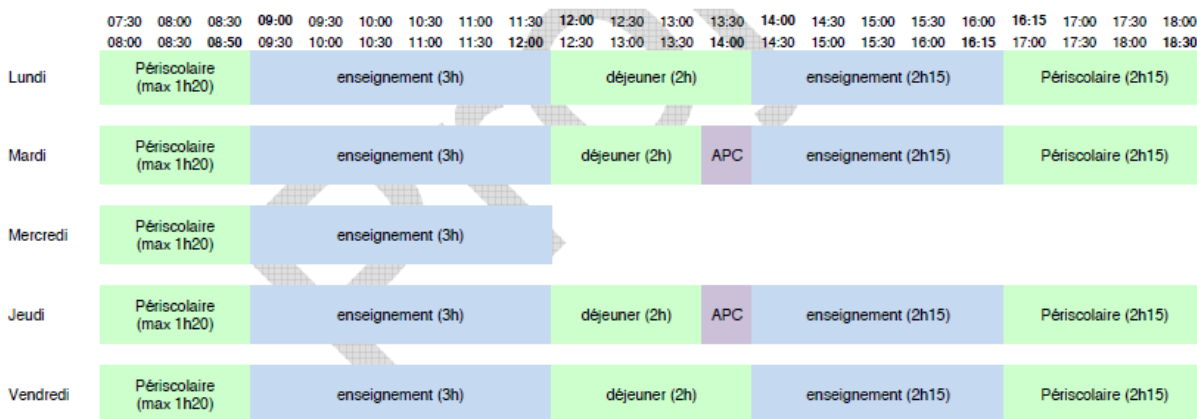 07:30 08:00 08:30 09:00 09:30 10:00 10:30 11:00 11:30 12:00 12:30 13:00 13:30 14:00 14:30 15:00 15:30 16:00 16:15 17:00 17:30 18:00
08:00 08:30 08:50 09:30 10:00 10:30 11:00 11:30 12:00 12:30 13:00 13:30 14:00 14:30 15:00 15:30 16:00 16:15 17:00 17:30 18:00 18:30
Lundi Périscolaire (max 1h20) enseignement (3h) déjeuner (2h) enseignement (2h15) Périscolaire (2h15)
Mardi Périscolaire (max 1h20) enseignement (3h) déjeuner (2h) APC enseignement (2h15) Périscolaire (2h15)
Mercredi Périscolaire (max 1h20) enseignement (3h)
Jeudi Périscolaire (max 1h20) enseignement (3h) déjeuner (2h) APC enseignement (2h15) Périscolaire (2h15)
Vendredi Périscolaire (max 1h20) enseignement (3h) déjeuner (2h) enseignement (2h15) Périscolaire (2h15)